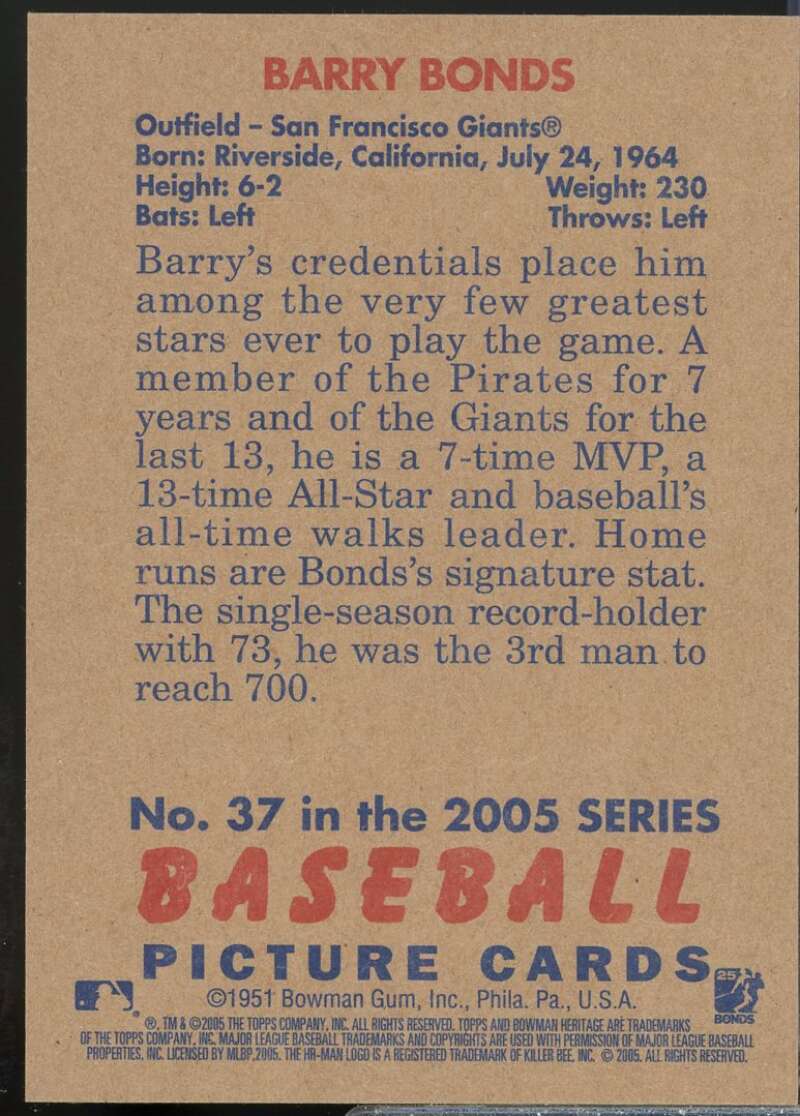 BARRY BONDS
Outfield – San Francisco Giants®
Born: Riverside, California, July 24, 1964
Height: 6-2 Weight: 230
Bats: Left Throws: Left
Barry's credentials place him
among the very few greatest
stars ever to play the game. A
member of the Pirates for 7
years and of the Giants for the
last 13, he is a 7-time MVP, a
13-time All-Star and baseball's
all-time walks leader. Home
runs are Bonds's signature stat.
The single-season record-holder
with 73, he was the 3rd man to
reach 700.
No. 37 in the 2005 SERIES
BASEBALL
PICTURE CARDS
25
BONDS
©1951 Bowman Gum, Inc., Phila. Pa., U.S.A.
®, TM & ©2005 THE TOPPS COMPANY, INC. ALL RIGHTS RESERVED. TOPPS AND BOWMAN HERITAGE ARE TRADEMARKS
OF THE TOPPS COMPANY, INC. MAJOR LEAGUE BASEBALL TRADEMARKS AND COPYRIGHTS ARE USED WITH PERMISSION OF MAJOR LEAGUE BASEBALL
PROPERTIES, INC. LICENSED BY MLBP, 2005. THE HR-MAN LOGO IS A REGISTERED TRADEMARK OF KILLER BEE, INC. © 2005. ALL RIGHTS RESERVED.